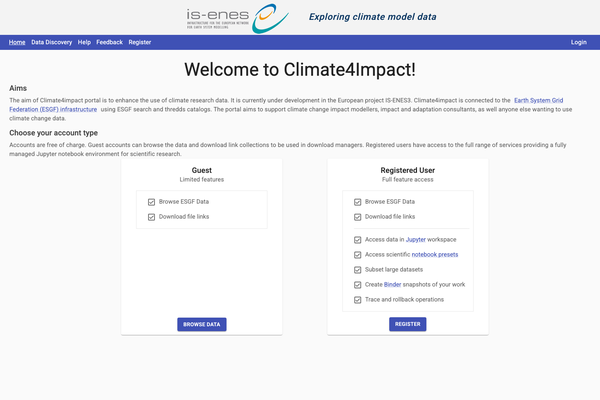 is-enes
INFRASTRUCTURE FOR THE EUROPEAN NETWORK
FOR EARTH SYSTEM MODELLING
Exploring climate model data
Home Data Discovery Help Feedback Register Login
Welcome to Climate4Impact!
Aims
The aim of Climate4impact portal is to enhance the use of climate research data. It is currently under development in the European project IS-ENES3. Climate4impact is connected to the Earth System Grid
Federation (ESGF) infrastructure using ESGF search and thredds catalogs. The portal aims to support climate change impact modellers, impact and adaptation consultants, as well anyone else wanting to use
climate change data.
Choose your account type
Accounts are free of charge. Guest accounts can browse the data and download link collections to be used in download managers. Registered users have access to the full range of services providing a fully
managed Jupyter notebook environment for scientific research.
Guest
Limited features
Browse ESGF Data
Download file links
BROWSE DATA
Registered User
Full feature access
Browse ESGF Data
Download file links
Access data in Jupyter workspace
Access scientific notebook presets
Subset large datasets
Create Binder snapshots of your work
Trace and rollback operations
REGISTER